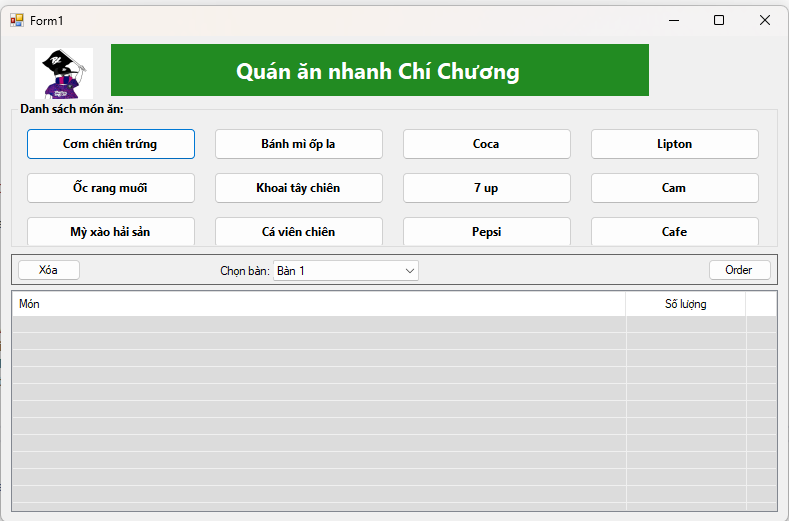 Form1
Quán ăn nhanh Chí Chương
Danh sách món ăn:
Cơm chiên trứng Bánh mì ốp la Coca Lipton
Ốc rang muối Khoai tây chiên 7 up Cam
Mỳ xào hải sản Cá viên chiên Pepsi Cafe
Xóa Chọn bàn: Bàn 1 Order
Món Số lượng